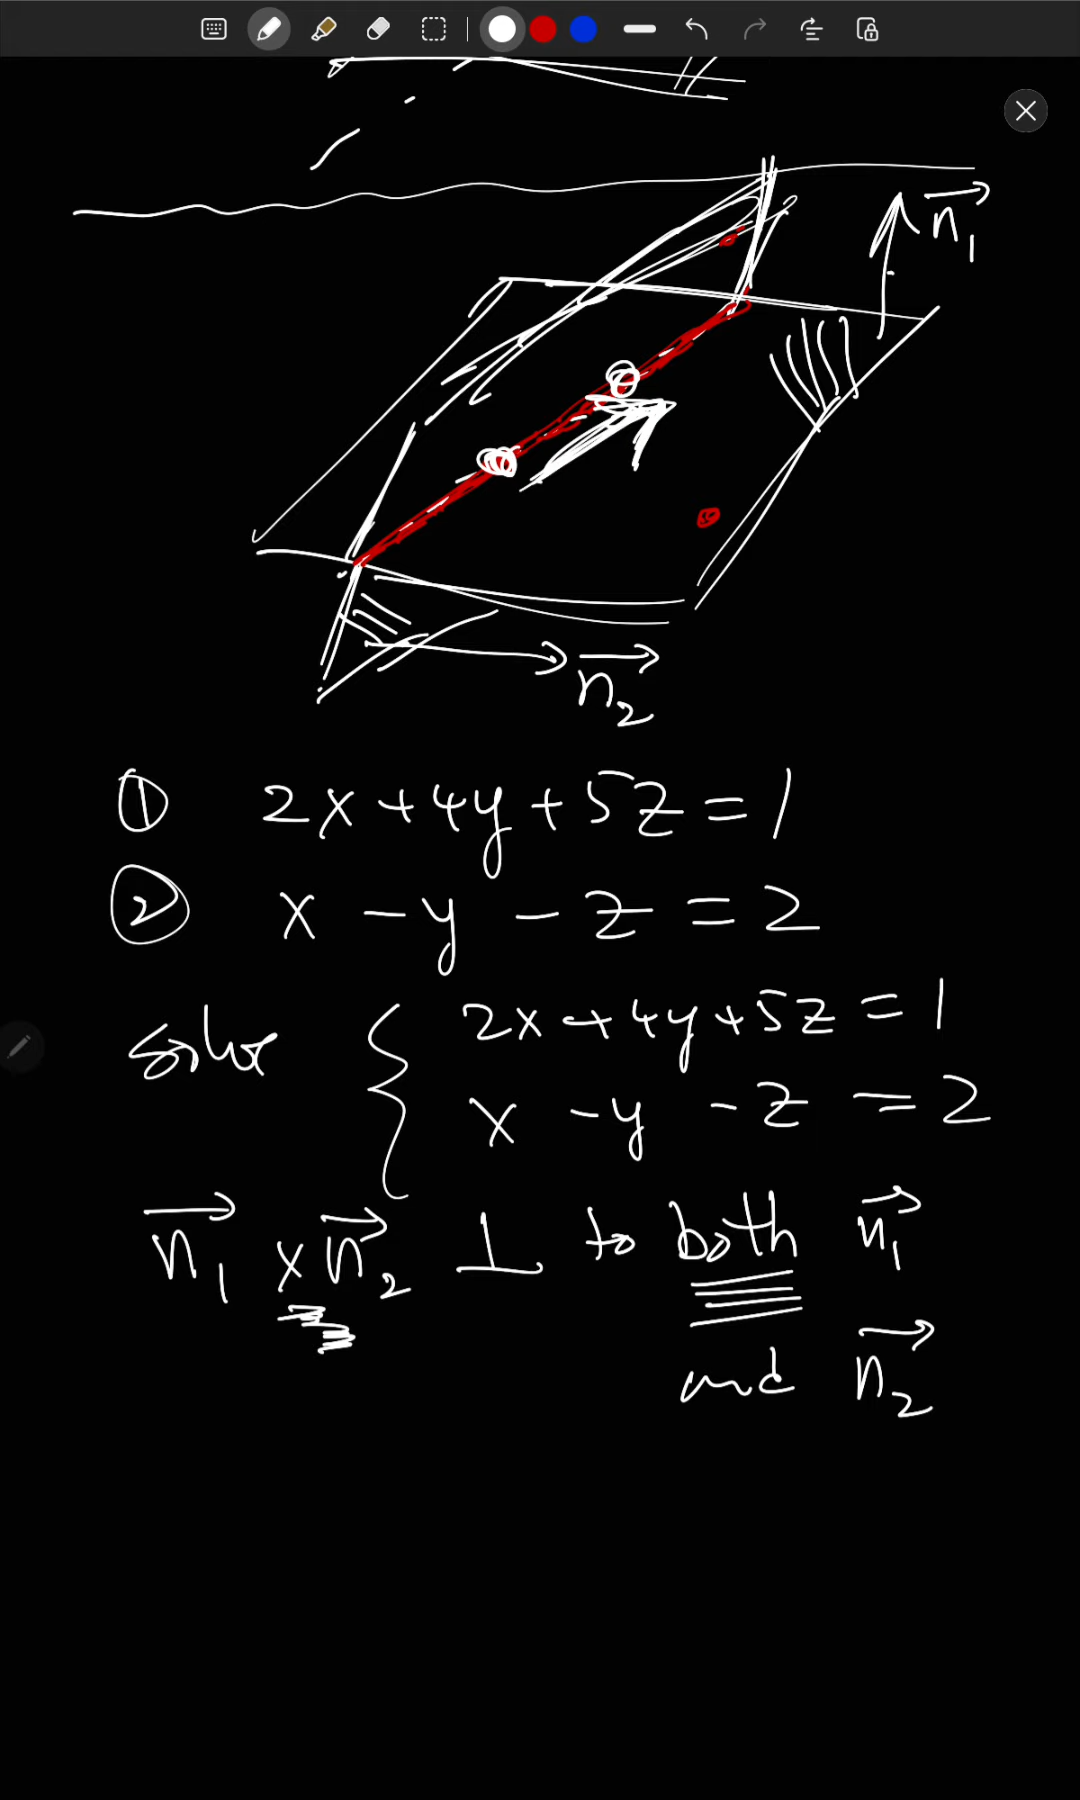 n₁
n₂
① 2x+4y+5z=1
② x-y-z=2
solve { 2x+4y+5z=1
x-y-z=2
n₁ × n₂ ⊥ to both n₁
and n₂